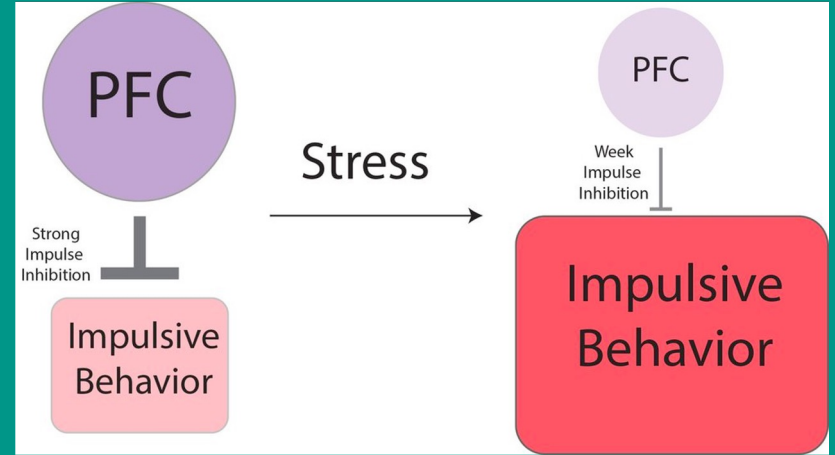 PFC
Strong
Impulse
Inhibition
Impulsive
Behavior
Stress
PFC
Week
Impulse
Inhibition
Impulsive
Behavior